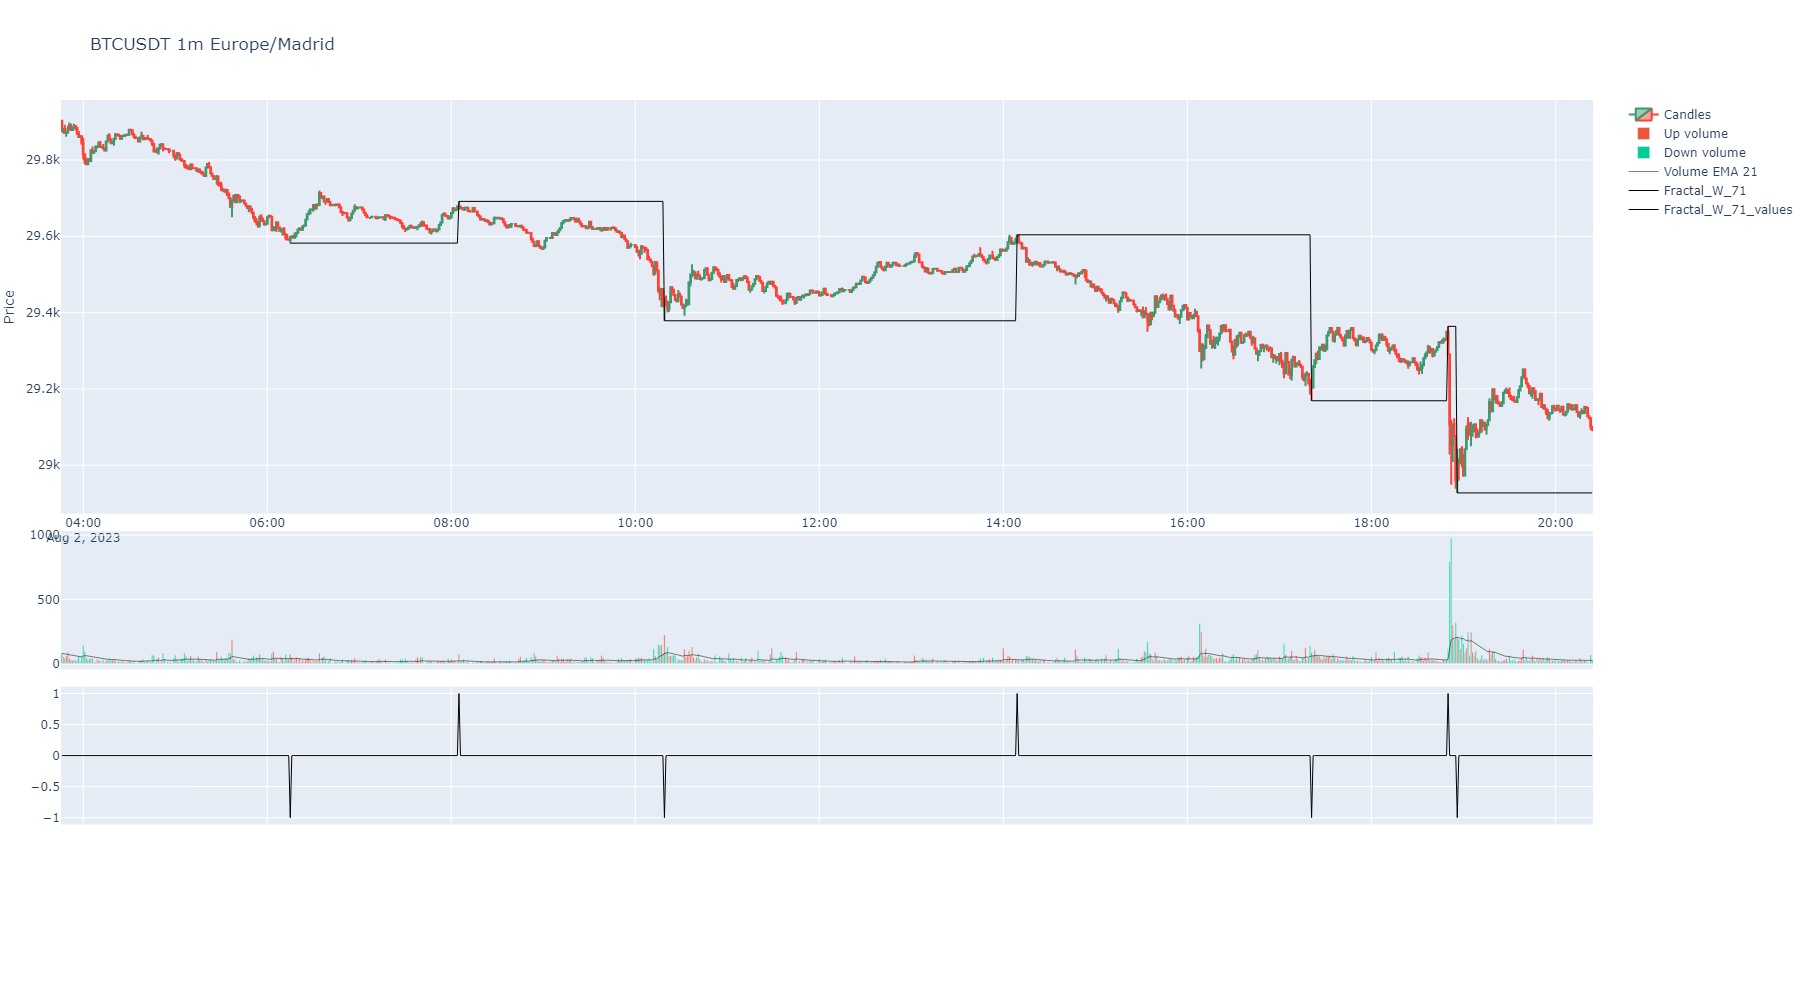 BTCUSDT 1m Europe/Madrid
Candles
Up volume
Down volume
Volume EMA 21
Fractal_W_71
Fractal_W_71_values
Price
29.8k
29.6k
29.4k
29.2k
29k
04:00 06:00 08:00 10:00 12:00 14:00 16:00 18:00 20:00
Aug 2, 2023
1000
500
0
1
0.5
0
−0.5
−1